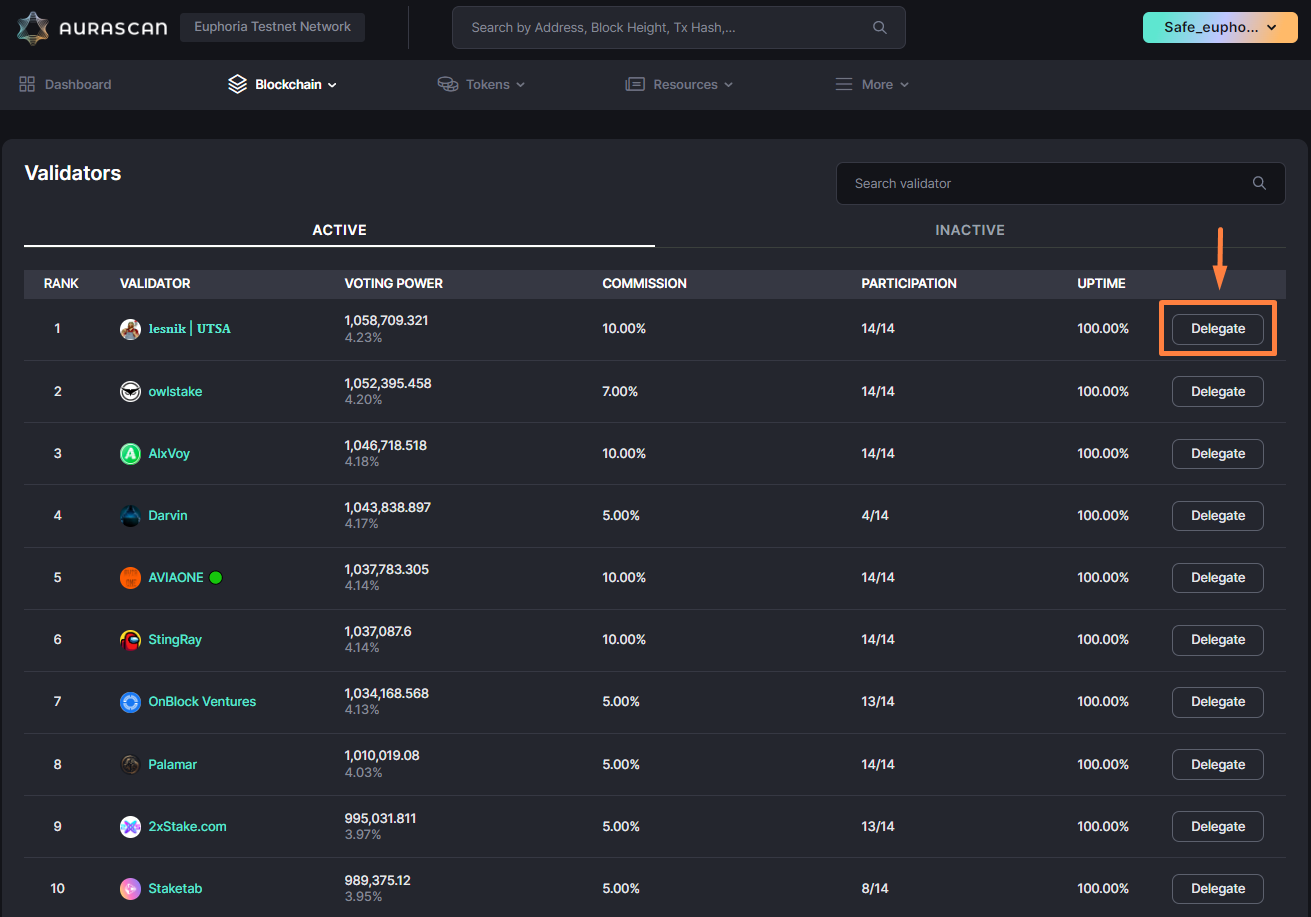 AURASCAN Euphoria Testnet Network Search by Address, Block Height, Tx Hash,... Safe_eupho...
Dashboard Blockchain Tokens Resources More
Validators Search validator
ACTIVE INACTIVE
RANK VALIDATOR VOTING POWER COMMISSION PARTICIPATION UPTIME
1 lesnik | UTSA 1,058,709.321 10.00% 14/14 100.00% Delegate
4.23%
2 owlstake 1,052,395.458 7.00% 14/14 100.00% Delegate
4.20%
3 AlxVoy 1,046,718.518 10.00% 14/14 100.00% Delegate
4.18%
4 Darvin 1,043,838.897 5.00% 4/14 100.00% Delegate
4.17%
5 AVIAONE 1,037,783.305 10.00% 14/14 100.00% Delegate
4.14%
6 StingRay 1,037,087.6 10.00% 14/14 100.00% Delegate
4.14%
7 OnBlock Ventures 1,034,168.568 5.00% 13/14 100.00% Delegate
4.13%
8 Palamar 1,010,019.08 5.00% 14/14 100.00% Delegate
4.03%
9 2xStake.com 995,031.811 5.00% 13/14 100.00% Delegate
3.97%
10 Staketab 989,375.12 5.00% 8/14 100.00% Delegate
3.95%